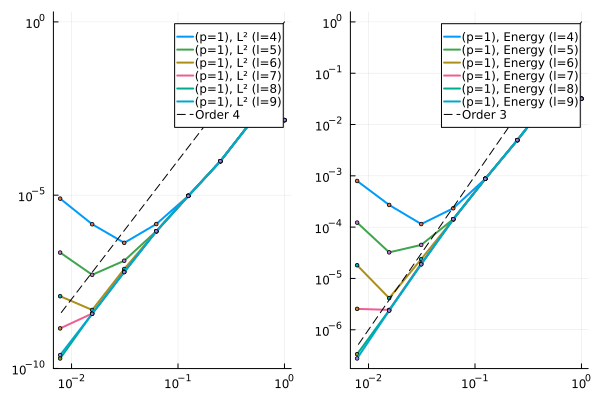 10⁰
10⁻⁵
10⁻¹⁰
10⁻²
10⁻¹
10⁰
(p=1), L² (l=4)
(p=1), L² (l=5)
(p=1), L² (l=6)
(p=1), L² (l=7)
(p=1), L² (l=8)
(p=1), L² (l=9)
Order 4
10⁰
10⁻¹
10⁻²
10⁻³
10⁻⁴
10⁻⁵
10⁻⁶
10⁻²
10⁻¹
10⁰
(p=1), Energy (l=4)
(p=1), Energy (l=5)
(p=1), Energy (l=6)
(p=1), Energy (l=7)
(p=1), Energy (l=8)
(p=1), Energy (l=9)
Order 3